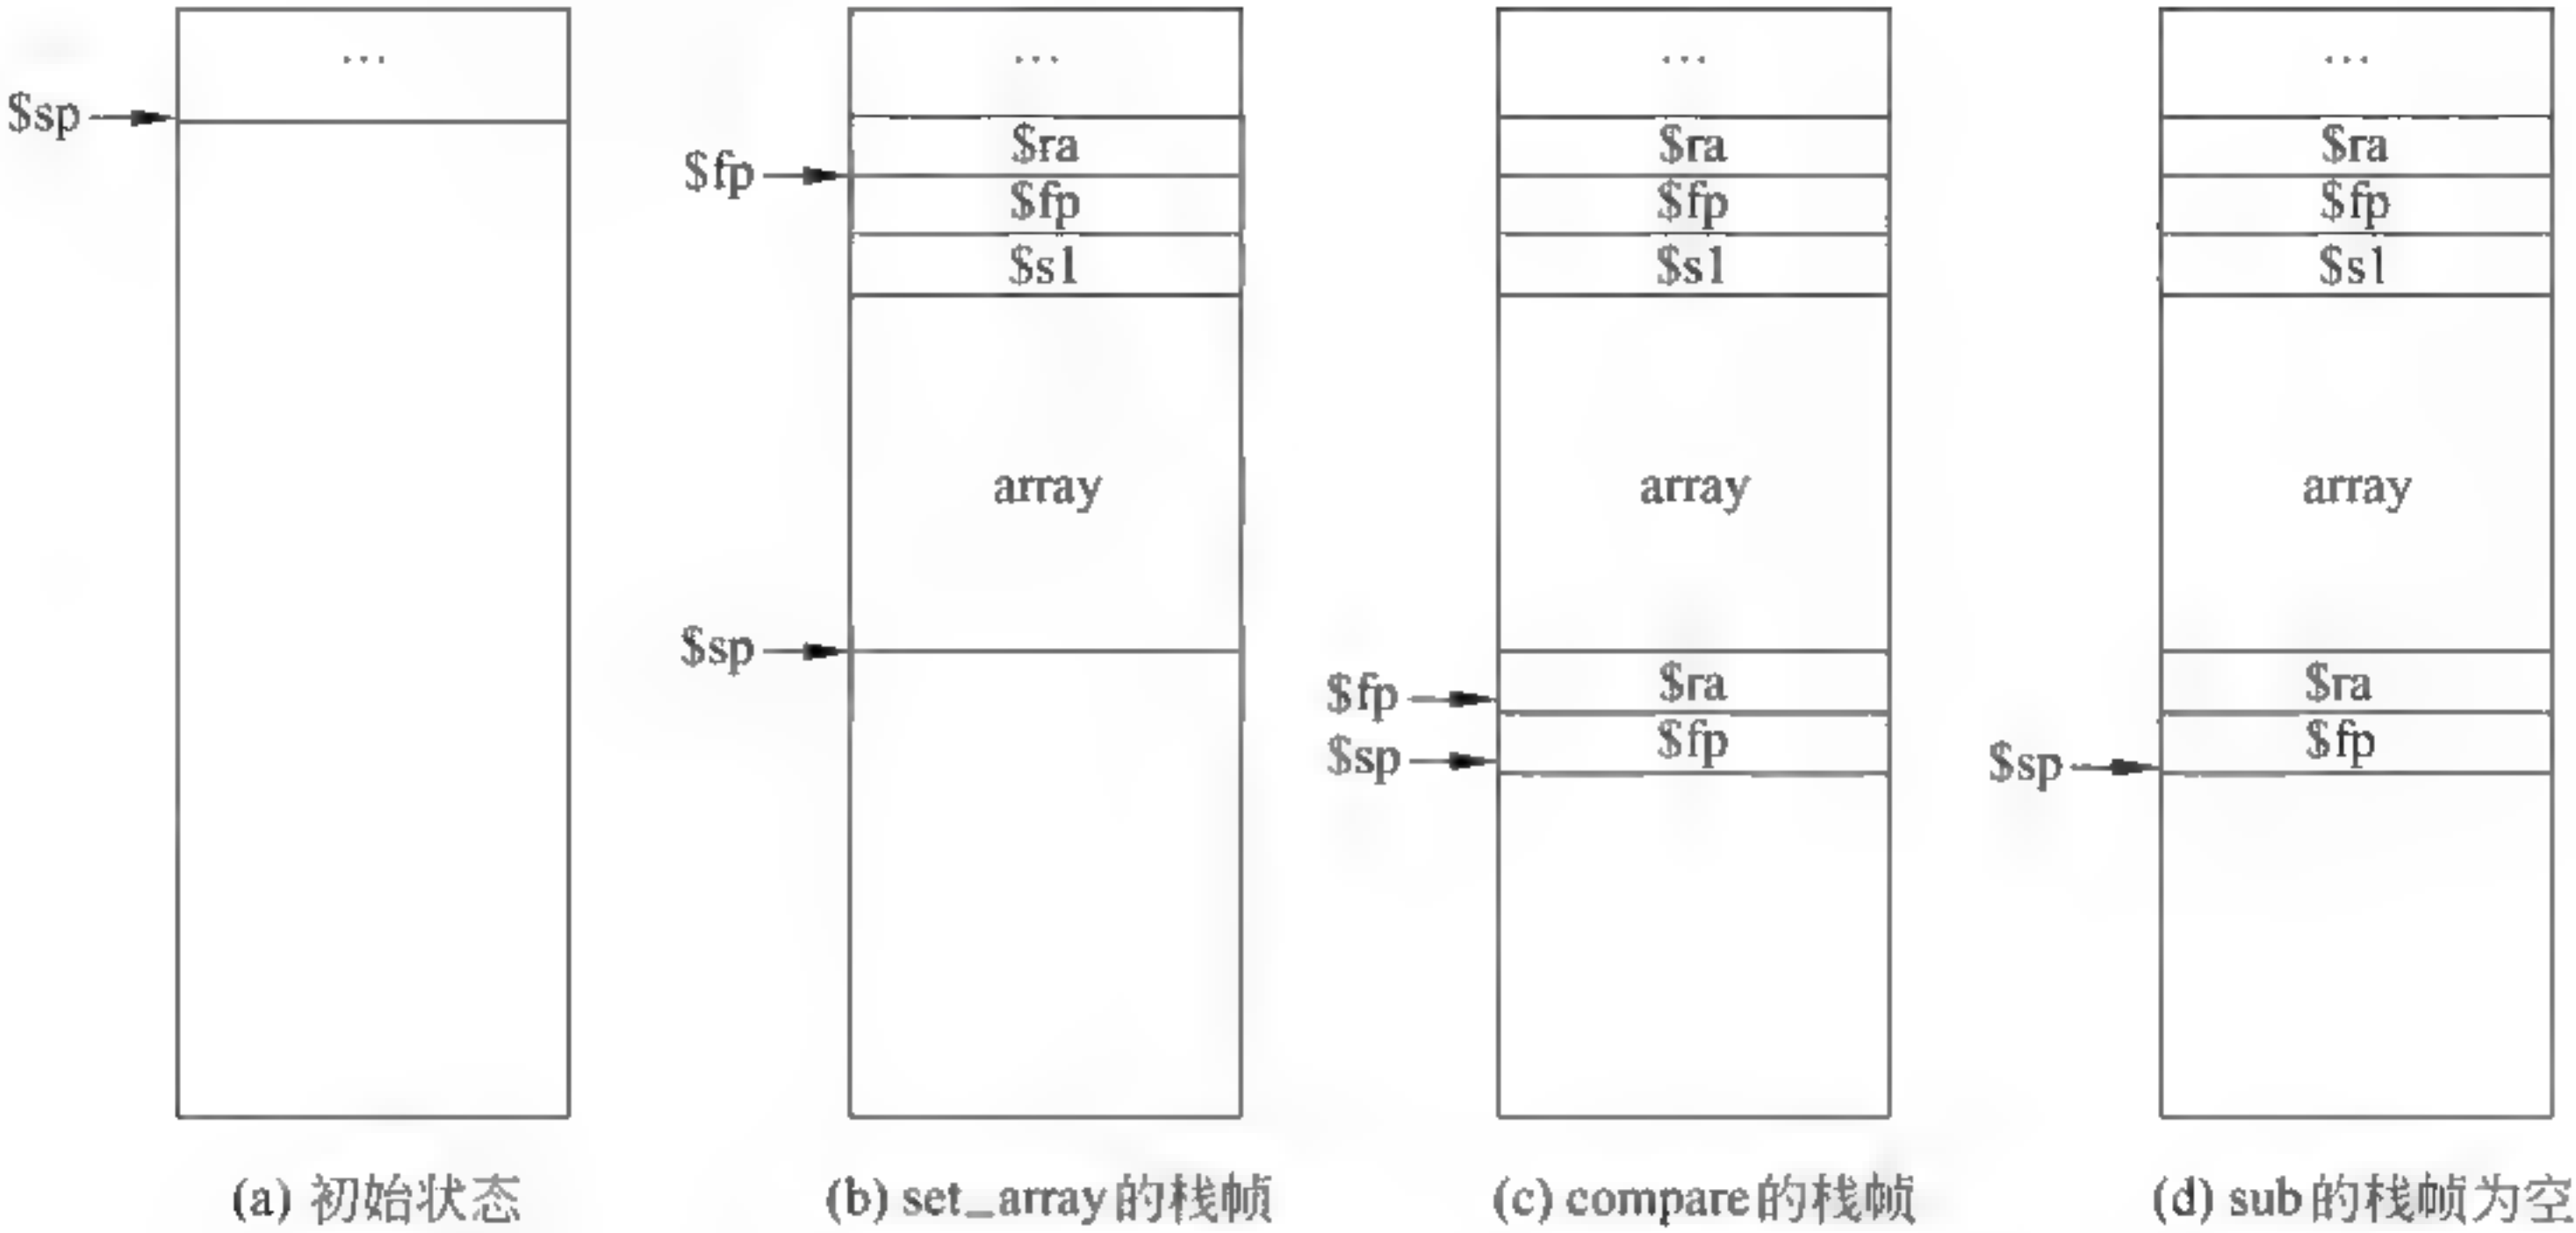 ...
$sp
(a) 初始状态
...
$ra
$fp
$fp
$s1
array
$sp
(b) set_array的栈帧
...
$ra
$fp
$s1
array
$ra
$fp
$fp
$sp
(c) compare的栈帧
...
$ra
$fp
$s1
array
$ra
$fp
$sp
(d) sub的栈帧为空